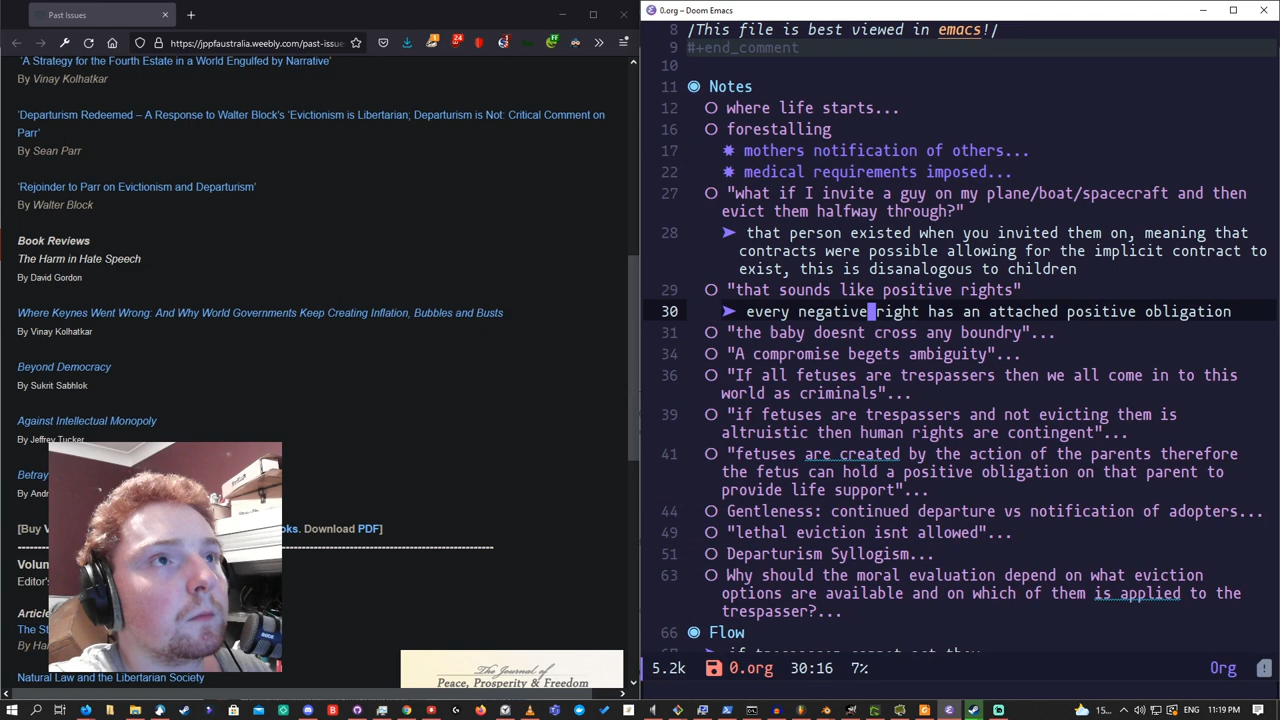 Past Issues
https://jppfaustralia.weebly.com/past-issue
24
'A Strategy for the Fourth Estate in a World Engulfed by Narrative'
By Vinay Kolhatkar
'Departurism Redeemed – A Response to Walter Block's 'Evictionism is Libertarian; Departurism is Not: Critical Comment on
Parr'
By Sean Parr
'Rejoinder to Parr on Evictionism and Departurism'
By Walter Block
Book Reviews
The Harm in Hate Speech
By David Gordon
Where Keynes Went Wrong: And Why World Governments Keep Creating Inflation, Bubbles and Busts
By Vinay Kolhatkar
Beyond Democracy
By Sukrit Sabhlok
Against Intellectual Monopoly
By Jeffrey Tucker
Betray
By And
[Buy V
oks. Download PDF]
Volun
Editor's
Article
The St
By Har
Natural Law and the Libertarian Society
The Journal of
Peace, Prosperity & Freedom
0.org – Doom Emacs
8 /This file is best viewed in emacs!/
9 #+end_comment
10
11 Notes
12 where life starts...
16 forestalling
17 mothers notification of others...
22 medical requirements imposed...
27 "what if I invite a guy on my plane/boat/spacecraft and then
evict them halfway through?"
28 that person existed when you invited them on, meaning that
contracts were possible allowing for the implicit contract to
exist, this is disanalogous to children
29 "that sounds like positive rights"
30 every negative right has an attached positive obligation
31 "the baby doesnt cross any boundry"...
34 "A compromise begets ambiguity"...
36 "If all fetuses are trespassers then we all come in to this
world as criminals"...
39 "if fetuses are trespassers and not evicting them is
altruistic then human rights are contingent"...
41 "fetuses are created by the action of the parents therefore
the fetus can hold a positive obligation on that parent to
provide life support"...
44 Gentleness: continued departure vs notification of adopters...
49 "lethal eviction isnt allowed"...
51 Departurism Syllogism...
63 Why should the moral evaluation depend on what eviction
options are available and on which of them is applied to the
trespasser?...
66 Flow
5.2k 0.org 30:16 7% Org
15... 11:19 PM